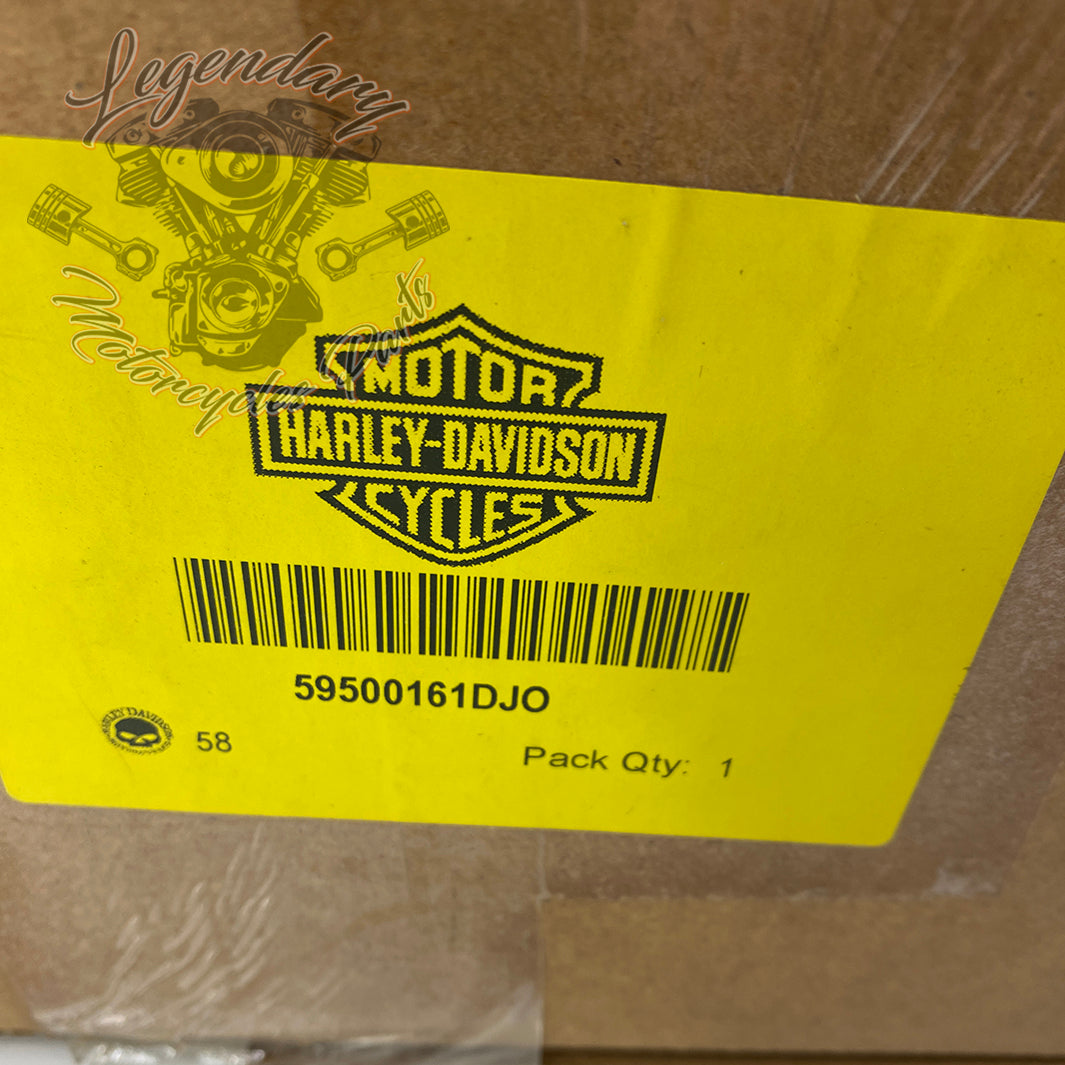 Legendary
Motorcycles Parts
MOTOR
HARLEY-DAVIDSON
CYCLES
59500161DJO
58
Pack Qty: 1